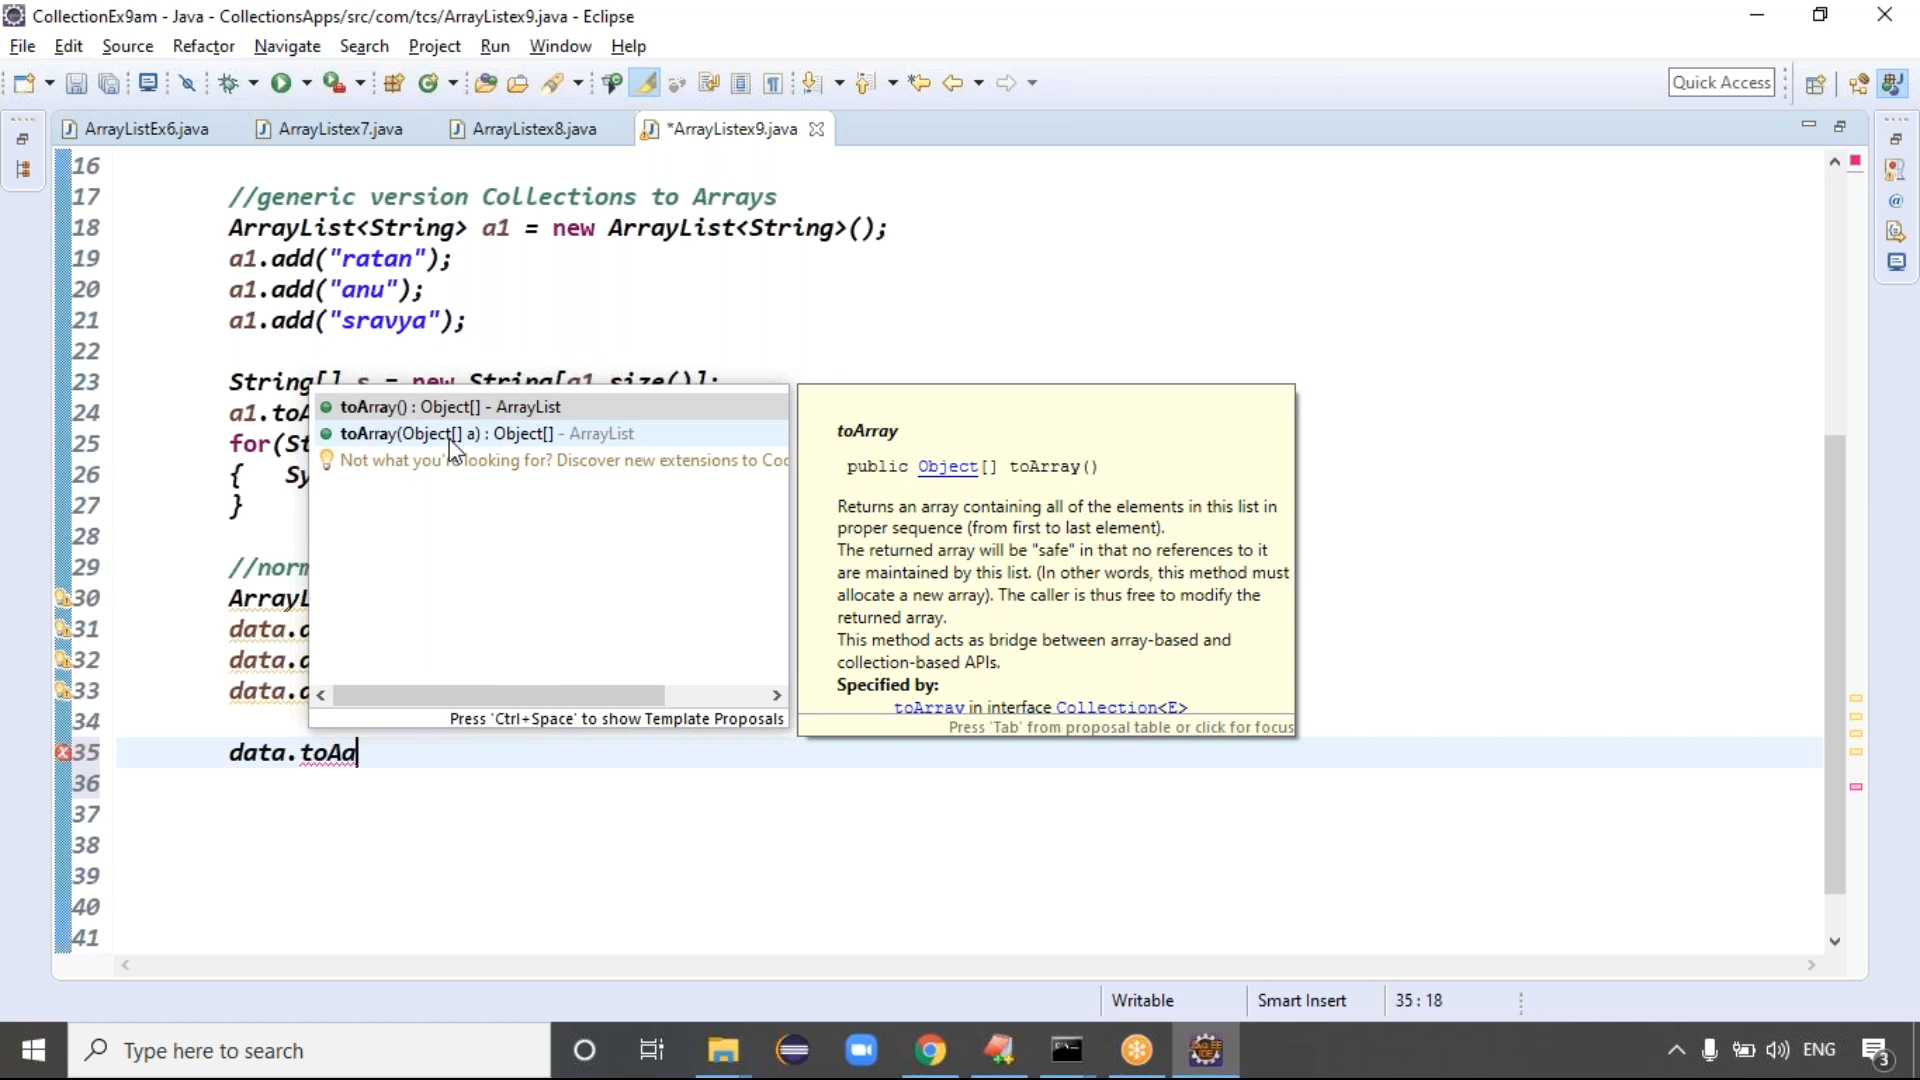 CollectionEx9am - Java - CollectionsApps/src/com/tcs/ArrayListex9.java - Eclipse
File Edit Source Refactor Navigate Search Project Run Window Help
Quick Access
ArrayListEx6.java ArrayListex7.java ArrayListex8.java *ArrayListex9.java
16
17 //generic version Collections to Arrays
18 ArrayList<String> a1 = new ArrayList<String>();
19 a1.add("ratan");
20 a1.add("anu");
21 a1.add("sravya");
22
23 String[] s = new String[a1.size()];
24 a1.toA
25 for(St
26 { Sy
27 }
28
29 //norm
30 ArrayL
31 data.a
32 data.a
33 data.a
34
35 data.toAa
36
37
38
39
40
41
toArray() : Object[] - ArrayList
toArray(Object[] a) : Object[] - ArrayList
Not what you're looking for? Discover new extensions to Coc
Press 'Ctrl+Space' to show Template Proposals
toArray
public Object[] toArray()
Returns an array containing all of the elements in this list in
proper sequence (from first to last element).
The returned array will be "safe" in that no references to it
are maintained by this list. (In other words, this method must
allocate a new array). The caller is thus free to modify the
returned array.
This method acts as bridge between array-based and
collection-based APIs.
Specified by:
toArray in interface Collection<E>
Press 'Tab' from proposal table or click for focus
Writable Smart Insert 35 : 18
Type here to search
ENG
3